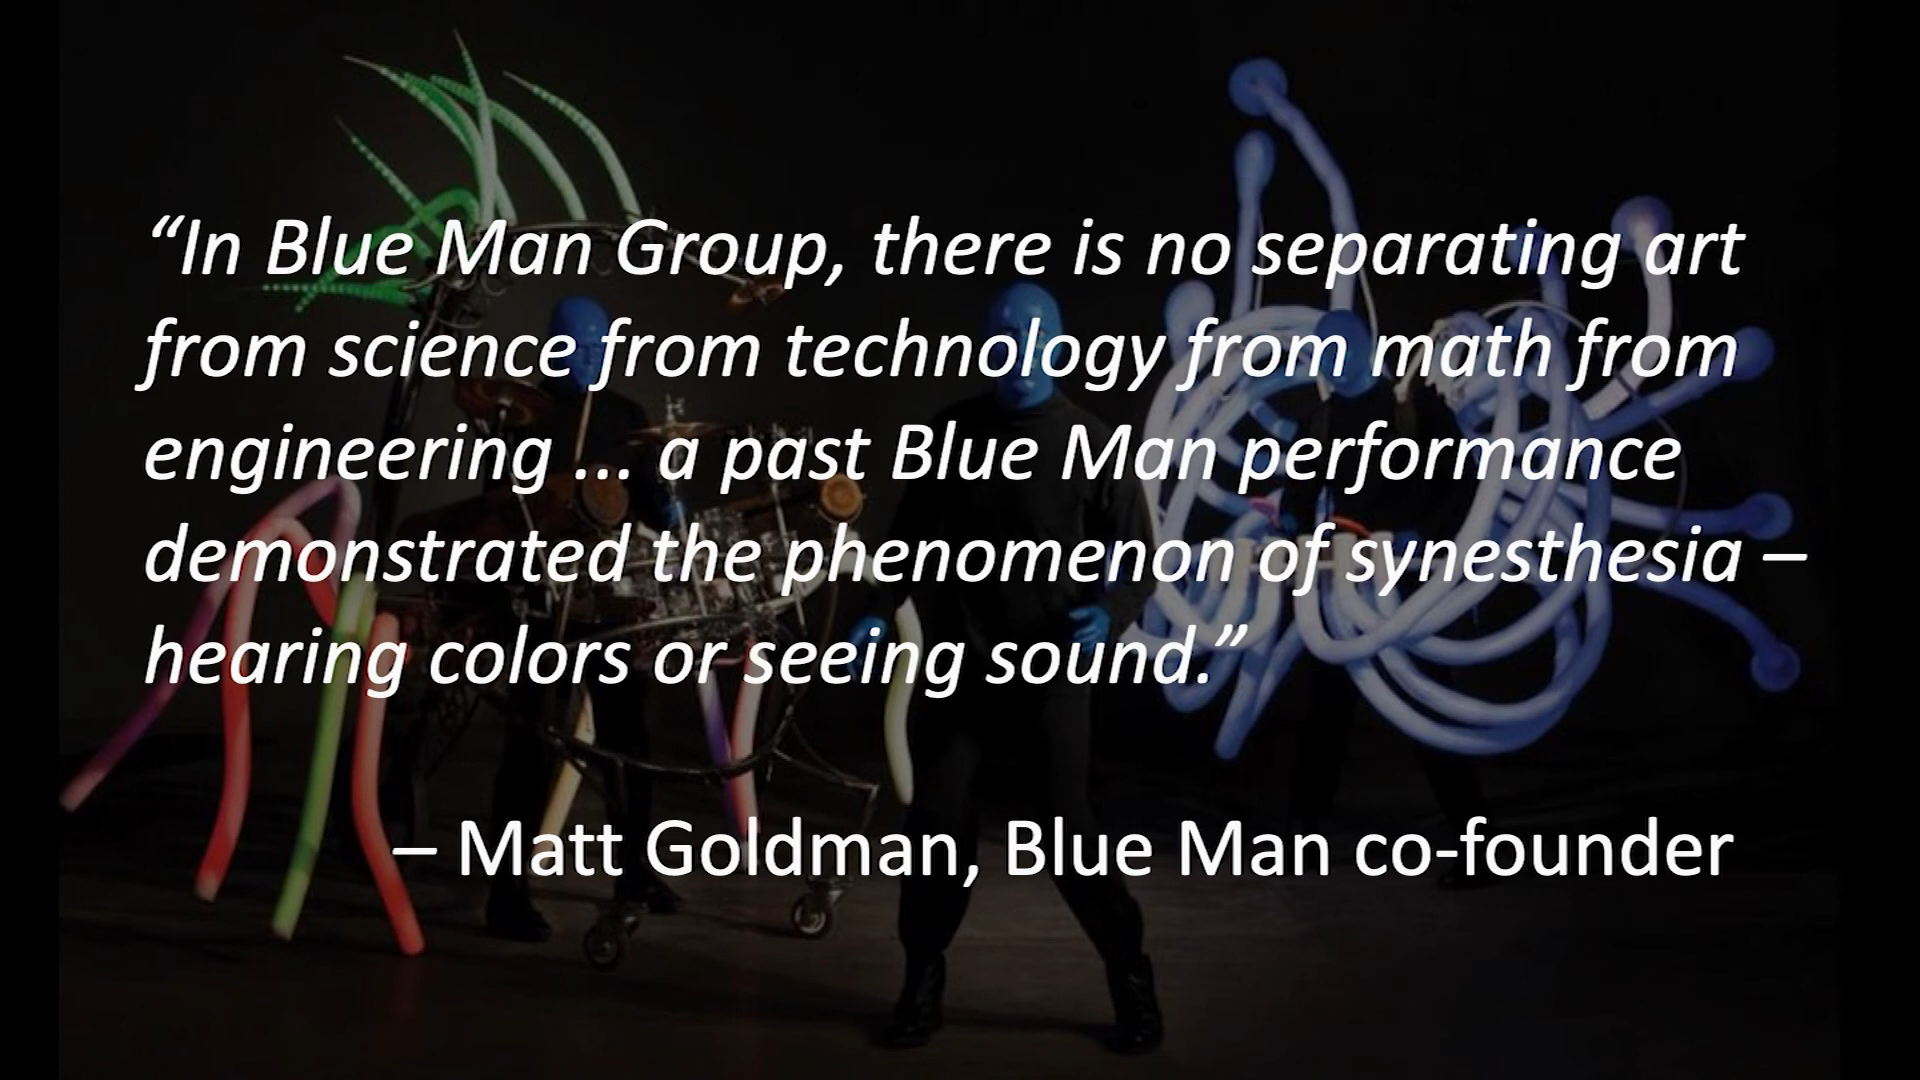 “In Blue Man Group, there is no separating art
from science from technology from math from
engineering ... a past Blue Man performance
demonstrated the phenomenon of synesthesia –
hearing colors or seeing sound.”
– Matt Goldman, Blue Man co-founder